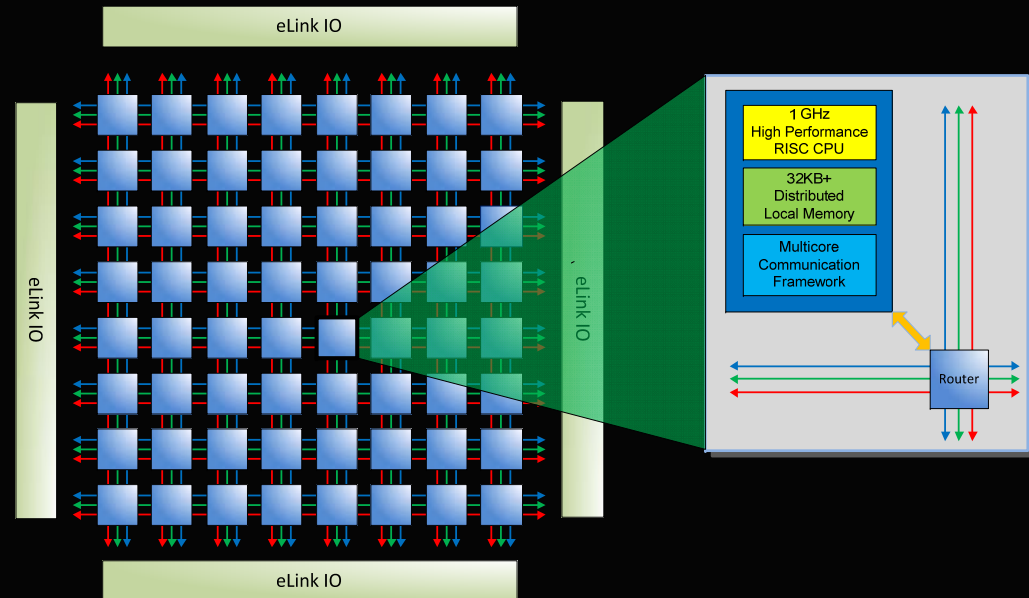 eLink IO
eLink IO
eLink IO
1 GHz
High Performance
RISC CPU
32KB+
Distributed
Local Memory
Multicore
Communication
Framework
Router
eLink IO